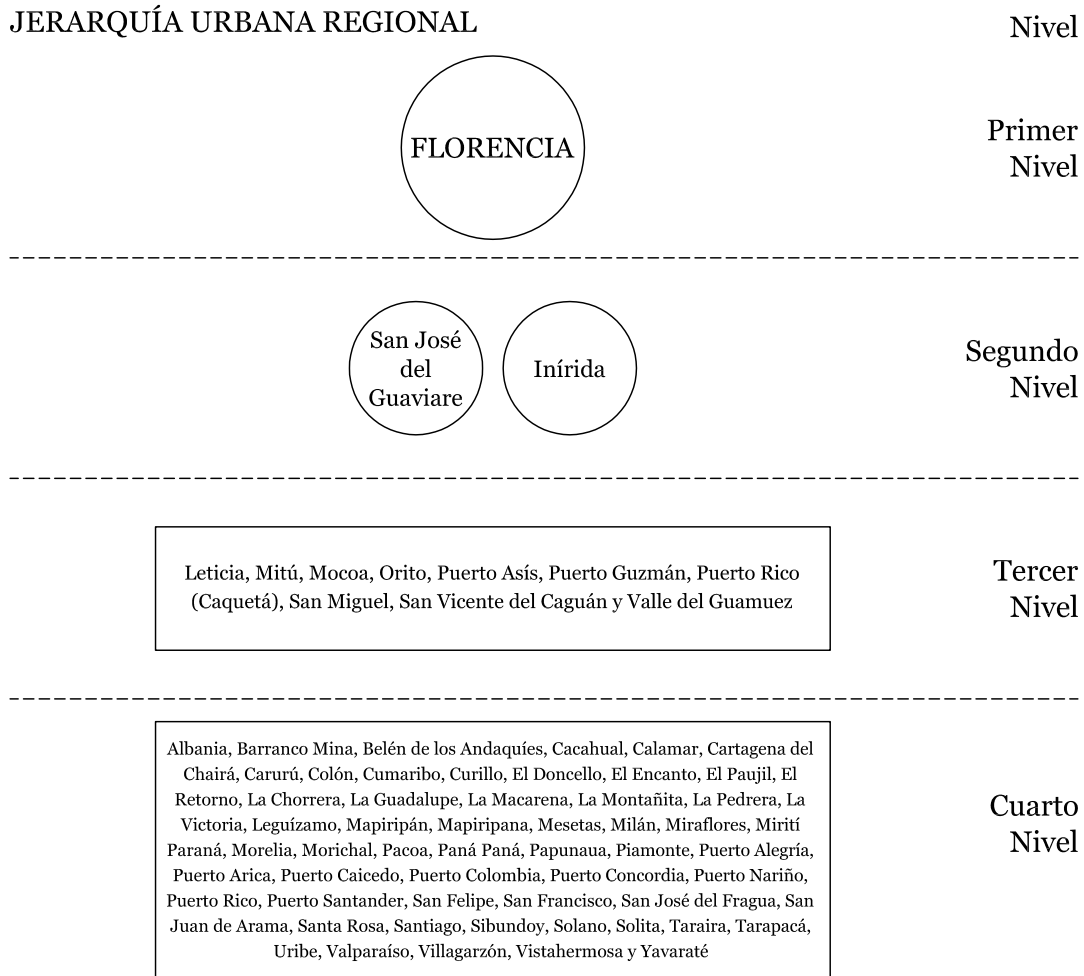 JERARQUÍA URBANA REGIONAL
Nivel
FLORENCIA
Primer
Nivel
San José
del
Guaviare
Inírida
Segundo
Nivel
Leticia, Mitú, Mocoa, Orito, Puerto Asís, Puerto Guzmán, Puerto Rico
(Caquetá), San Miguel, San Vicente del Caguán y Valle del Guamuez
Tercer
Nivel
Albania, Barranco Mina, Belén de los Andaquíes, Cacahual, Calamar, Cartagena del
Chairá, Carurú, Colón, Cumaribo, Curillo, El Doncello, El Encanto, El Paujil, El
Retorno, La Chorrera, La Guadalupe, La Macarena, La Montañita, La Pedrera, La
Victoria, Leguízamo, Mapiripán, Mapiripana, Mesetas, Milán, Miraflores, Mirití
Paraná, Morelia, Morichal, Pacoa, Paná Paná, Papunaua, Piamonte, Puerto Alegría,
Puerto Arica, Puerto Caicedo, Puerto Colombia, Puerto Concordia, Puerto Nariño,
Puerto Rico, Puerto Santander, San Felipe, San Francisco, San José del Fragua, San
Juan de Arama, Santa Rosa, Santiago, Sibundoy, Solano, Solita, Taraira, Tarapacá,
Uribe, Valparaíso, Villagarzón, Vistahermosa y Yavaraté
Cuarto
Nivel